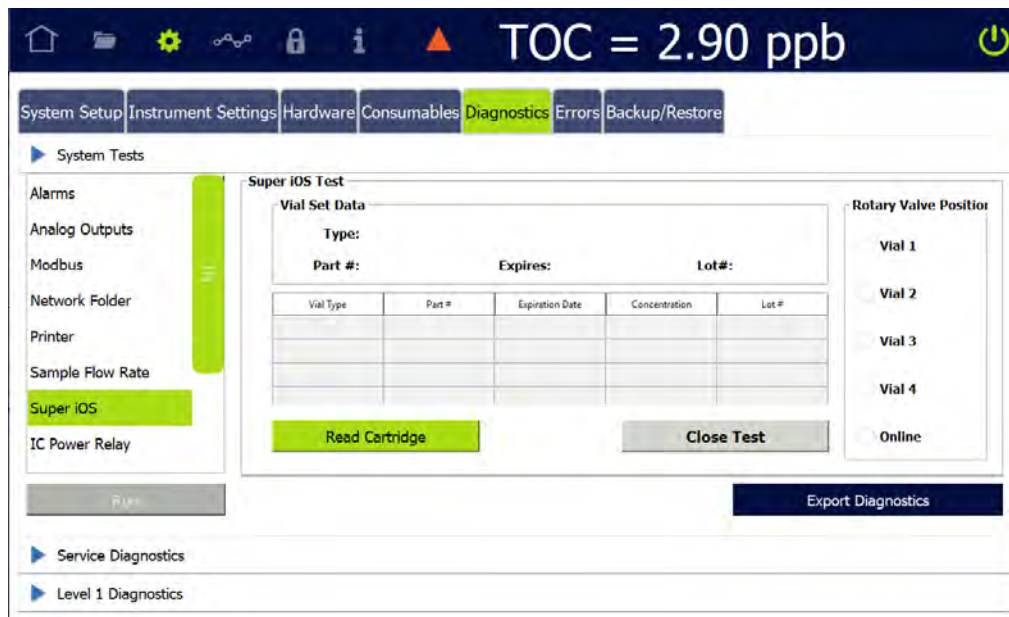 TOC = 2.90 ppb
System Setup Instrument Settings Hardware Consumables Diagnostics Errors Backup/Restore
System Tests
Alarms
Analog Outputs
Modbus
Network Folder
Printer
Sample Flow Rate
Super iOS
IC Power Relay
Run
Super iOS Test
Vial Set Data
Type:
Part #: Expires: Lot#:
Vial Type Part # Expiration Date Concentration Lot #
Read Cartridge Close Test
Rotary Valve Position
Vial 1
Vial 2
Vial 3
Vial 4
Online
Export Diagnostics
Service Diagnostics
Level 1 Diagnostics